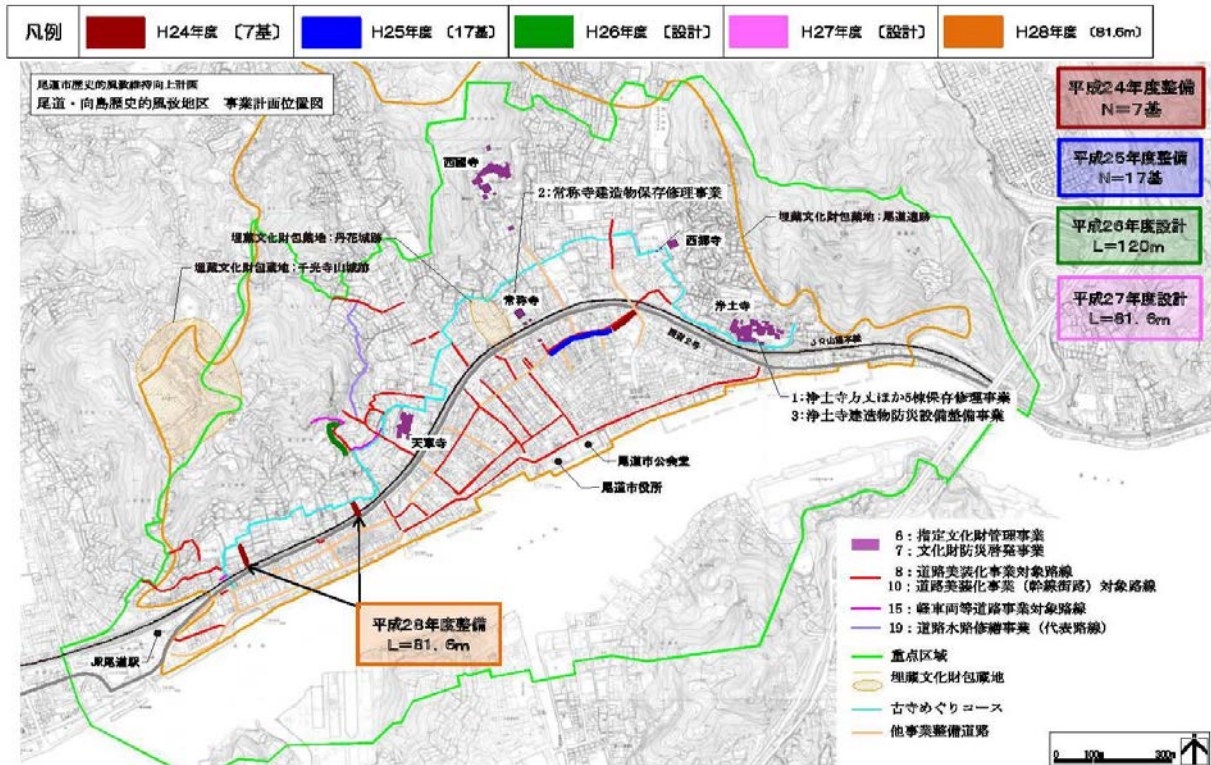 凡例
H24年度 〔7基〕
H25年度 〔17基〕
H26年度 〔設計〕
H27年度 〔設計〕
H28年度 〔81.6m〕
尾道市歴史的風致維持向上計画
尾道・向島歴史的風致地区 事業計画位置図
平成24年度整備
N=7基
平成25年度整備
N=17基
平成26年度設計
L=120m
平成27年度設計
L=81.6m
西國寺
2:常称寺建造物保存修理事業
埋蔵文化財包蔵地:尾道遺跡
埋蔵文化財包蔵地:丹花城跡
西郷寺
埋蔵文化財包蔵地:千光寺山城跡
常称寺
浄土寺
国道2号
JR山陽本線
1:浄土寺方丈ほか5棟保存修理事業
3:浄土寺建造物防災設備整備事業
天寧寺
尾道市公会堂
尾道市役所
平成28年度整備
L=81.6m
JR尾道駅
6:指定文化財管理事業
7:文化財防災啓発事業
8:道路美装化事業対象路線
10:道路美装化事業(幹線街路)対象路線
15:軽車両等道路事業対象路線
19:道路水路修繕事業(代表路線)
重点区域
埋蔵文化財包蔵地
古寺めぐりコース
他事業整備道路
0 100m 300m